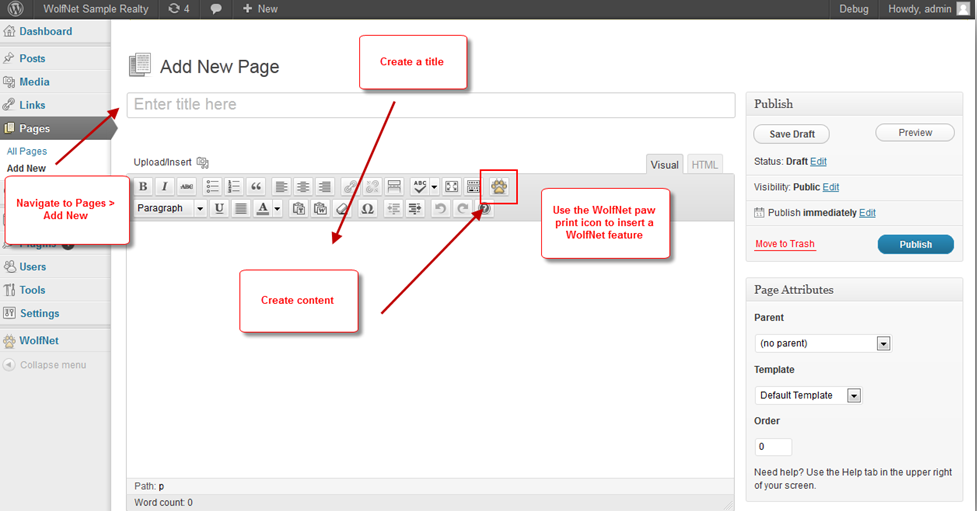 WolfNet Sample Realty
4
New
Debug
Howdy, admin
Dashboard
Posts
Media
Links
Pages
All Pages
Add New
Navigate to Pages >
Add New
Plugins
Users
Tools
Settings
WolfNet
Collapse menu
Add New Page
Create a title
Enter title here
Upload/Insert
Visual
HTML
B
I
ABC
ABC
Paragraph
U
A
Ω
Use the WolfNet paw
print icon to insert a
WolfNet feature
Create content
Path: p
Word count: 0
Publish
Save Draft
Preview
Status: Draft Edit
Visibility: Public Edit
Publish immediately Edit
Move to Trash
Publish
Page Attributes
Parent
(no parent)
Template
Default Template
Order
0
Need help? Use the Help tab in the upper right
of your screen.